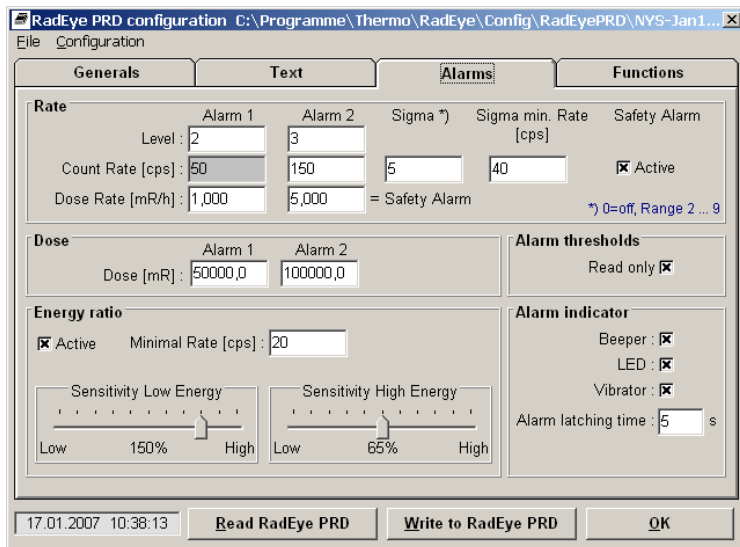 RadEye PRD configuration C:\Programme\Thermo\RadEye\Config\RadEyePRD\NYS-Jan1...
File Configuration
Generals Text Alarms Functions
Rate
Alarm 1 Alarm 2 Sigma *) Sigma min. Rate [cps] Safety Alarm
Level : 2 3
Count Rate [cps] : 50 150 5 40 Active
Dose Rate [mR/h] : 1,000 5,000 = Safety Alarm
*) 0=off, Range 2 ... 9
Dose
Alarm 1 Alarm 2
Dose [mR] : 50000,0 100000,0
Alarm thresholds
Read only
Energy ratio
Active Minimal Rate [cps] : 20
Sensitivity Low Energy
Low 150% High
Sensitivity High Energy
Low 65% High
Alarm indicator
Beeper :
LED :
Vibrator :
Alarm latching time : 5 s
17.01.2007 10:38:13 Read RadEye PRD Write to RadEye PRD OK